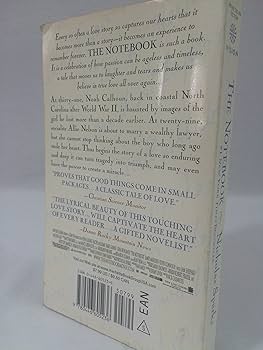 Every so often a love story so captures our hearts that it
becomes more than a story—it becomes an experience to
remember forever. THE NOTEBOOK is such a book.
It is a celebration of how passion can be ageless and timeless,
a tale that moves us to laughter and tears and makes us
believe in true love all over again...
At thirty-one, Noah Calhoun, back in coastal North
Carolina after World War II, is haunted by images of the
girl he lost more than a decade earlier. At twenty-nine,
socialite Allie Nelson is about to marry a wealthy lawyer,
but she cannot stop thinking about the boy who long ago
stole her heart. Thus begins the story of a love so enduring
and deep it can turn tragedy into triumph, and may even
have the power to create a miracle...
"PROVES THAT GOOD THINGS COME IN SMALL
PACKAGES... A CLASSIC TALE OF LOVE."
—Christian Science Monitor
"THE LYRICAL BEAUTY OF THIS TOUCHING
LOVE STORY... WILL CAPTIVATE THE HEART
OF EVERY READER... A GIFTED NOVELIST."
—Denver Rocky Mountain News
EAN
THE NOTEBOOK